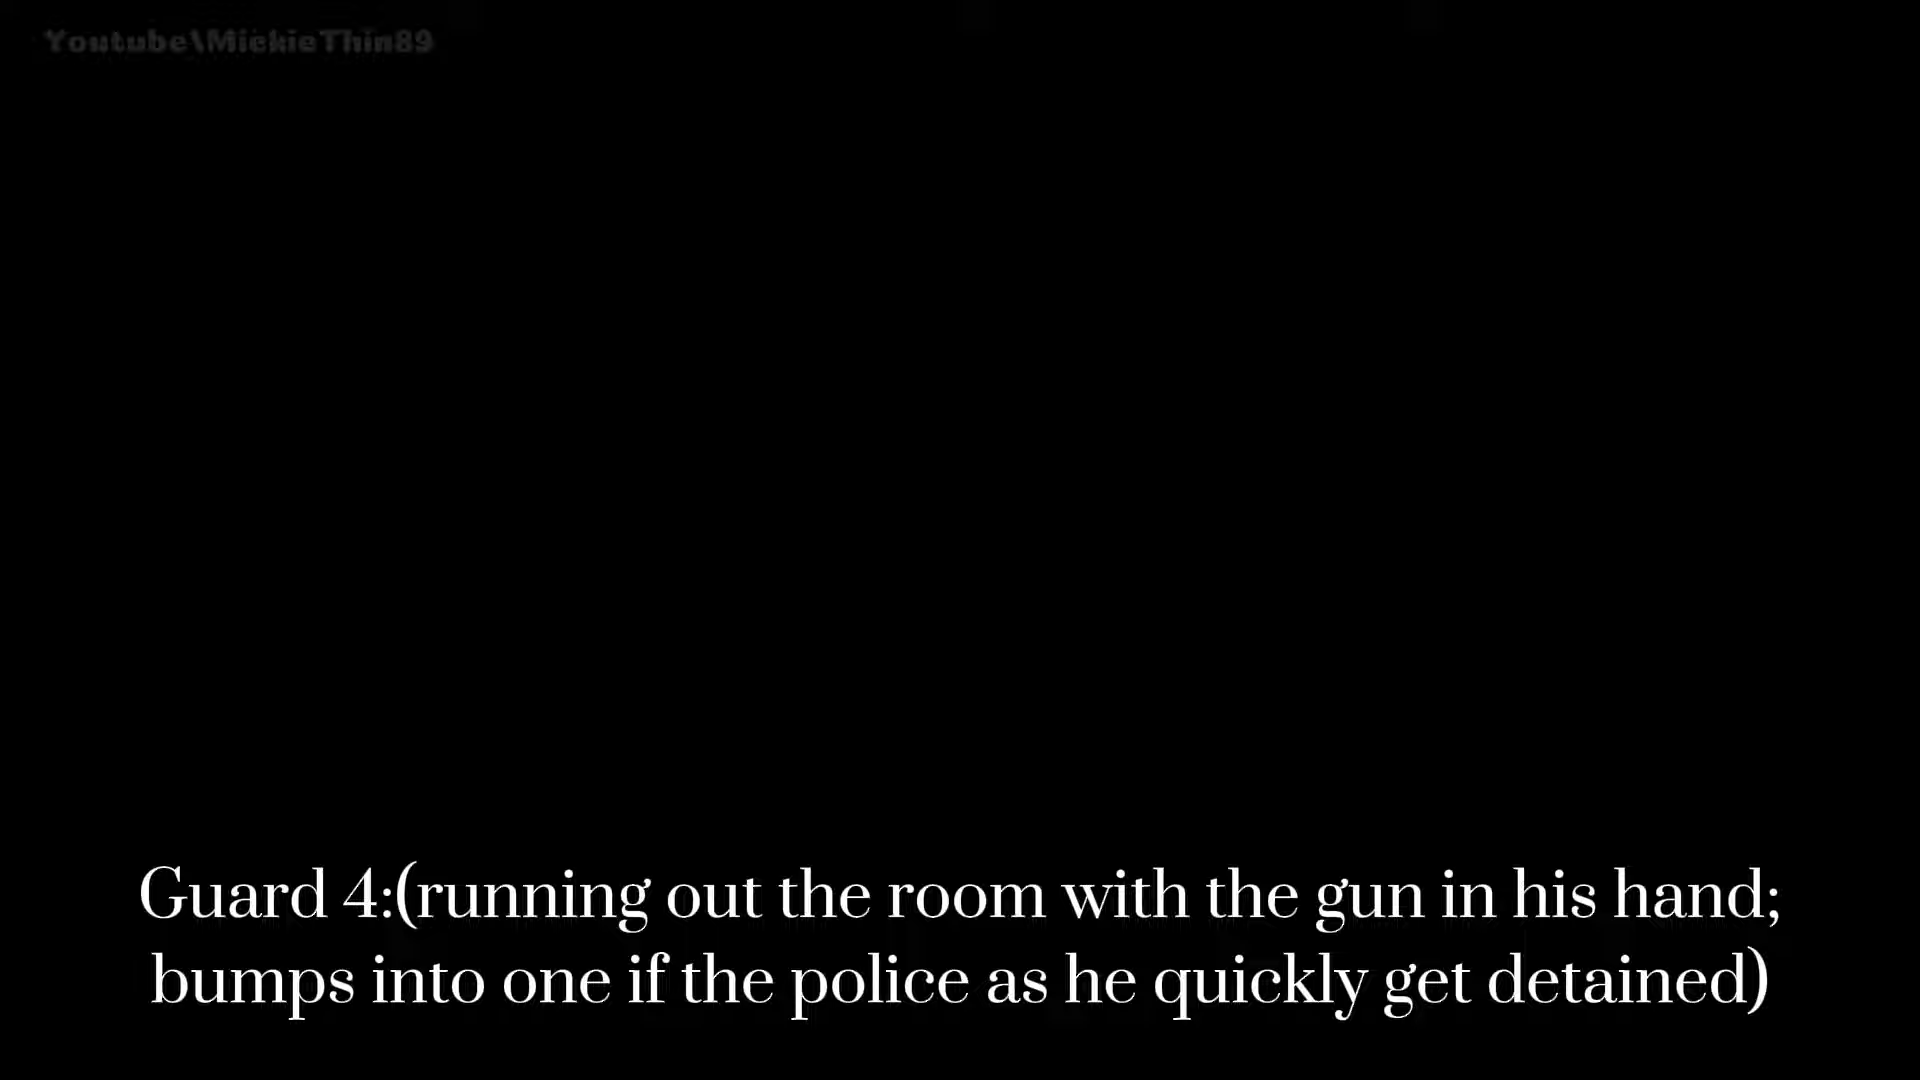 Youtube\MickieThin89
Guard 4:(running out the room with the gun in his hand;
bumps into one if the police as he quickly get detained)